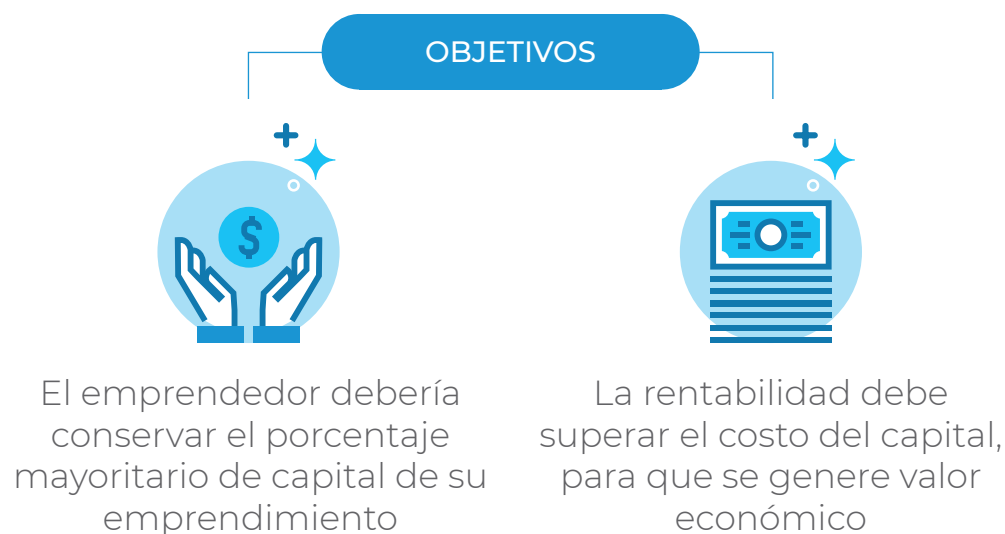 OBJETIVOS
$
El emprendedor debería
conservar el porcentaje
mayoritario de capital de su
emprendimiento
La rentabilidad debe
superar el costo del capital,
para que se genere valor
económico